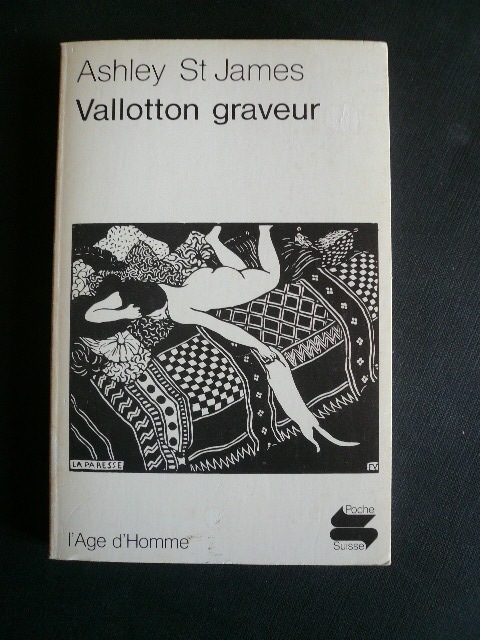 Ashley St James
Vallotton graveur
LA PARESSE
FV
l'Age d'Homme
Poche
Suisse